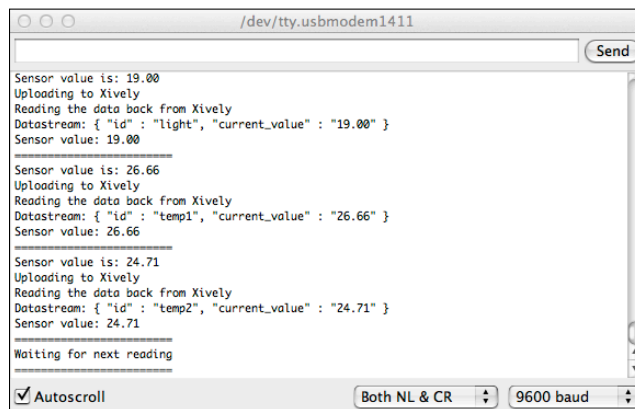 /dev/tty.usbmodem1411
Send
Sensor value is: 19.00
Uploading to Xively
Reading the data back from Xively
Datastream: { "id" : "light", "current_value" : "19.00" }
Sensor value: 19.00
========================
Sensor value is: 26.66
Uploading to Xively
Reading the data back from Xively
Datastream: { "id" : "temp1", "current_value" : "26.66" }
Sensor value: 26.66
========================
Sensor value is: 24.71
Uploading to Xively
Reading the data back from Xively
Datastream: { "id" : "temp2", "current_value" : "24.71" }
Sensor value: 24.71
========================
Waiting for next reading
========================
Autoscroll Both NL & CR 9600 baud